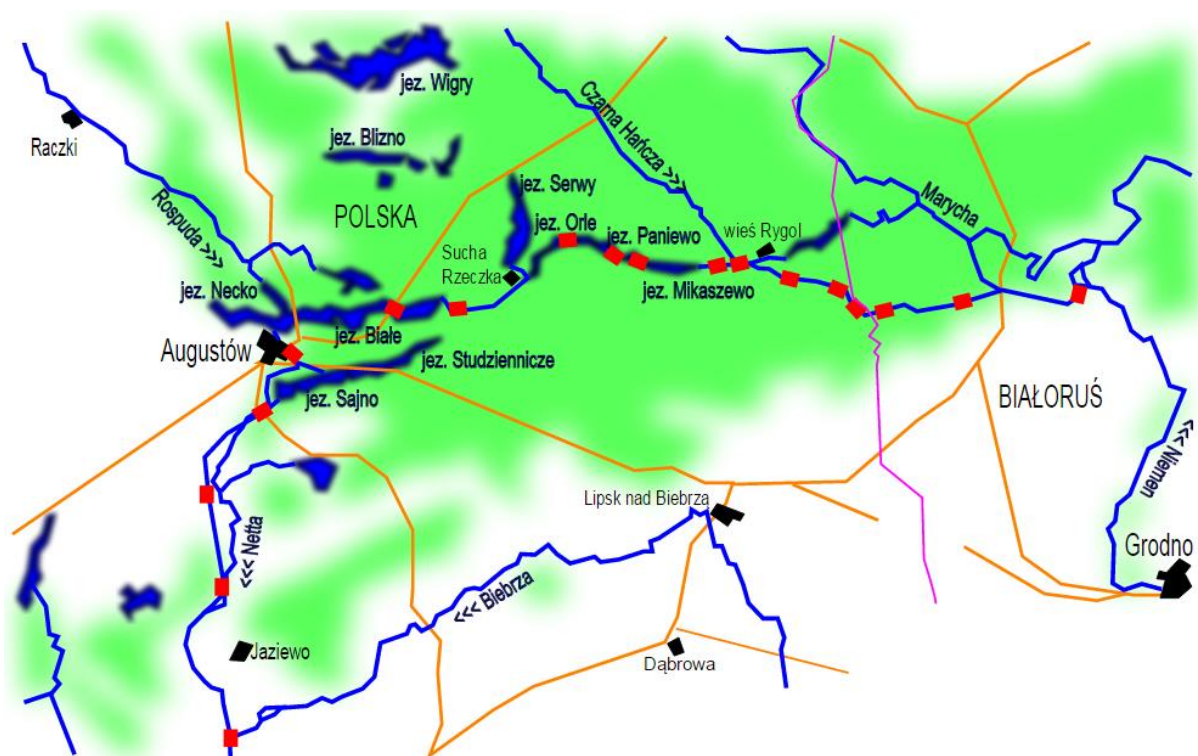 jez. Wigry
Czarna Hańcza >>>
Raczki
jez. Blizno
Rospuda >>>
POLSKA
jez. Serwy
Marycha
jez. Orle
wieś Rygol
jez. Paniewo
Sucha
Rzeczka
jez. Necko
jez. Mikaszewo
jez. Białe
Augustów
jez. Studziennicze
jez. Sajno
BIAŁORUŚ
<<< Niemen
Lipsk nad Biebrza
<<< Netta
Grodno
<<< Biebrza
Jaziewo
Dąbrowa